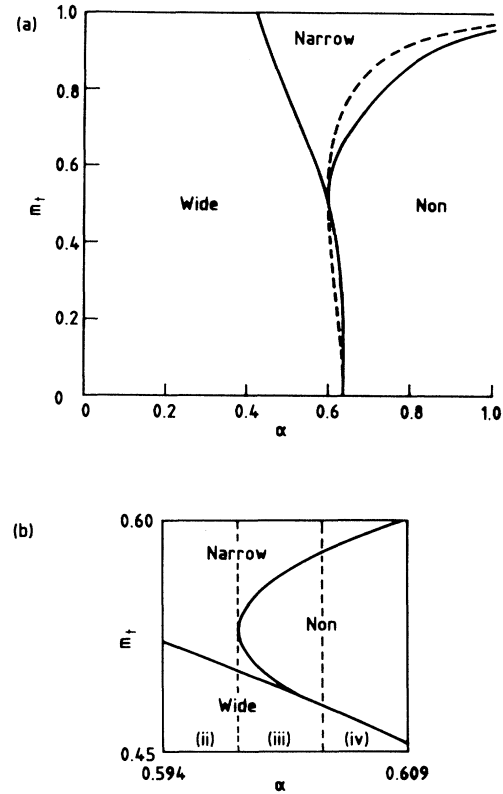 (a)
1.0
Narrow
0.8
0.6
m_t
Wide
Non
0.4
0.2
0
0 0.2 0.4 0.6 0.8 1.0
α
(b)
0.60
Narrow
m_t
Non
Wide
(ii) (iii) (iv)
0.45
0.594 0.609
α